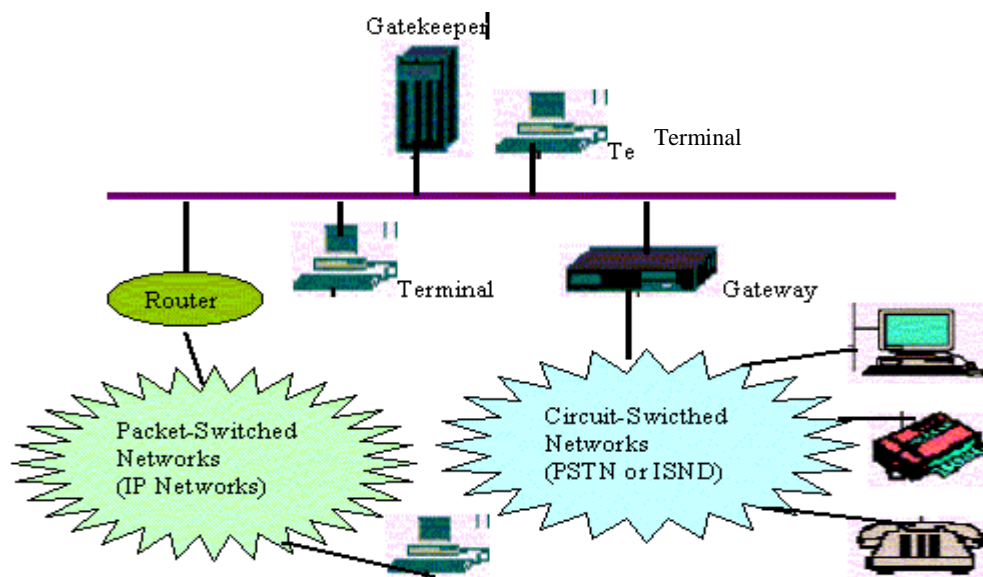 Gatekeeper
Te
Terminal
Router
Terminal
Gateway
Packet-Switched
Networks
(IP Networks)
Circuit-Swicthed
Networks
(PSTN or ISND)